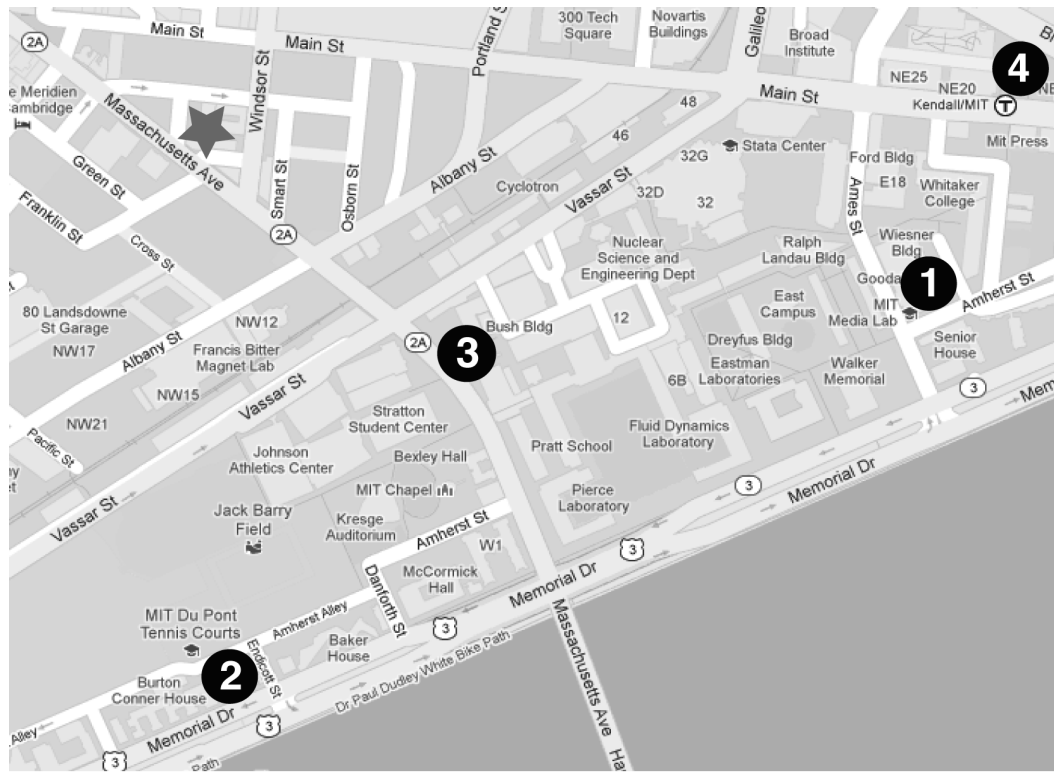 2A
Main St
Main St
Windsor St
Portland S
300 Tech
Square
Novartis
Buildings
Galileo
Broad
Institute
NE25
NE20
Kendall/MIT
T
4
Main St
Mit Press
e Meridien
Cambridge
Massachusetts Ave
Green St
Franklin St
Cross St
Smart St
Osborn St
2A
Albany St
48
46
Cyclotron
Vassar St
32G
32D
32
Stata Center
Ford Bldg
E18
Whitaker
College
Ames St
Wiesner
Bldg
1
MIT
Media Lab
Amherst St
Nuclear
Science and
Engineering Dept
Ralph
Landau Bldg
East
Campus
Senior
House
80 Landsdowne
St Garage
NW17
NW12
Francis Bitter
Magnet Lab
Albany St
NW15
NW21
Pacific St
Vassar St
2A
3
Bush Bldg
12
Dreyfus Bldg
Eastman
Laboratories
6B
Walker
Memorial
3
Stratton
Student Center
Johnson
Athletics Center
Bexley Hall
Pratt School
Fluid Dynamics
Laboratory
Vassar St
MIT Chapel
Pierce
Laboratory
Jack Barry
Field
Kresge
Auditorium
Amherst St
W1
McCormick
Hall
Danforth St
3
Memorial Dr
3
Memorial Dr
MIT Du Pont
Tennis Courts
Amherst Alley
Baker
House
3
Endicott St
Massachusetts Ave
Dr Paul Dudley White Bike Path
2
Burton
Conner House
Memorial Dr
3
3
Alley
Path